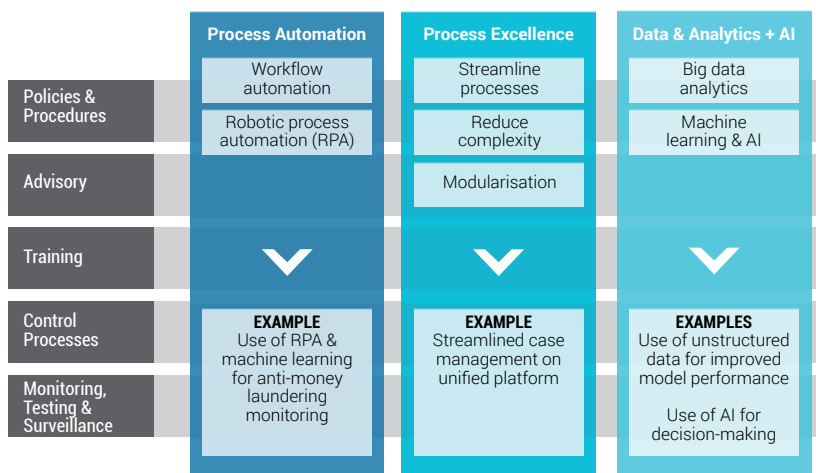 Process Automation
Process Excellence
Data & Analytics + AI
Policies &
Procedures
Advisory
Training
Control
Processes
Monitoring,
Testing &
Surveillance
Workflow
automation
Robotic process
automation (RPA)
EXAMPLE
Use of RPA &
machine learning
for anti-money
laundering
monitoring
Streamline
processes
Reduce
complexity
Modularisation
EXAMPLE
Streamlined case
management on
unified platform
Big data
analytics
Machine
learning & AI
EXAMPLES
Use of unstructured
data for improved
model performance
Use of AI for
decision-making